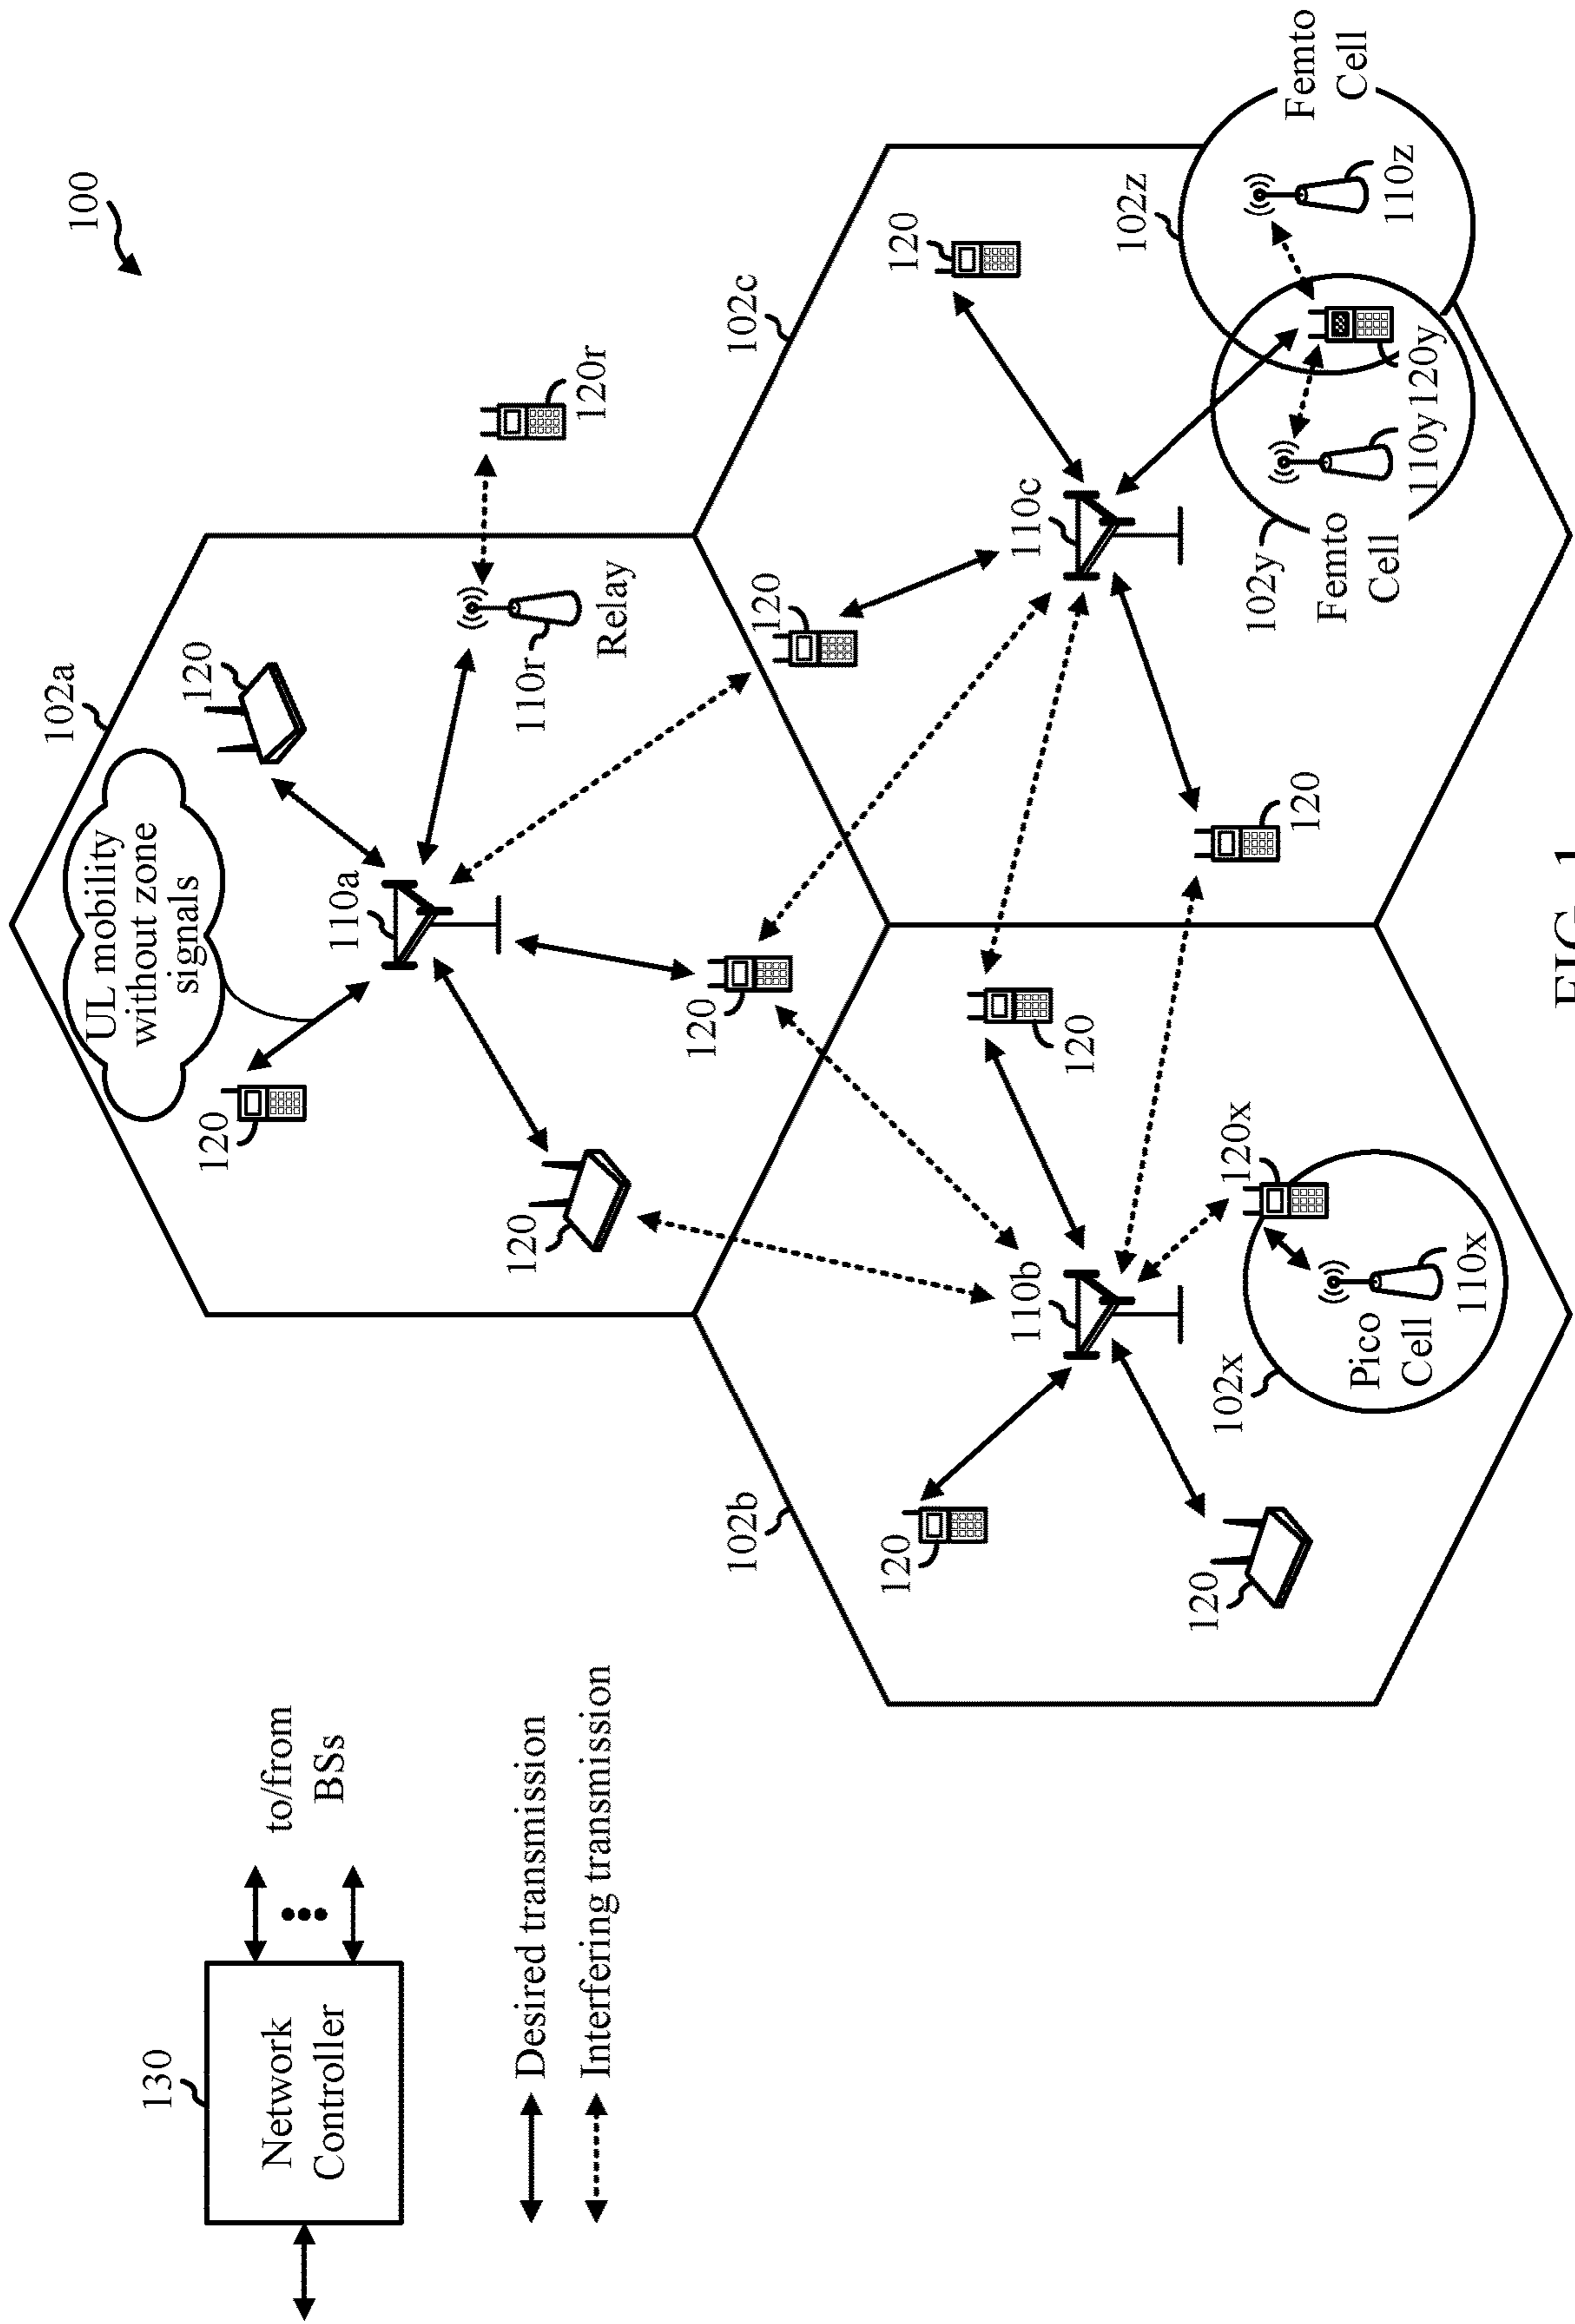 100
130
Network
Controller
to/from
BSs
Desired transmission
Interfering transmission
102a
UL mobility
without zone
signals
120
120
110a
120
120
110r
Relay
120r
102b
120
110b
120
120
120x
102x
Pico
Cell
110x
102c
120
120
110c
120
102z
102y
Femto
Cell
110y
120y
110z
Femto
Cell
FIG. 1